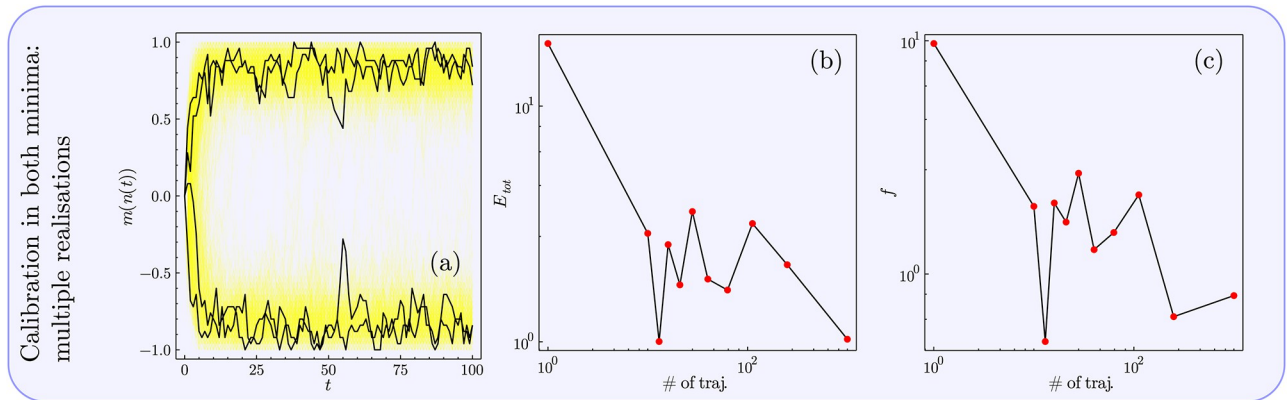 Calibration in both minima:
multiple realisations
1.0
0.5
0.0
−0.5
−1.0
m(n(t))
(a)
0
25
50
75
100
t
10¹
10⁰
E_tot
(b)
10⁰
10²
# of traj.
10¹
10⁰
f
(c)
10⁰
10²
# of traj.